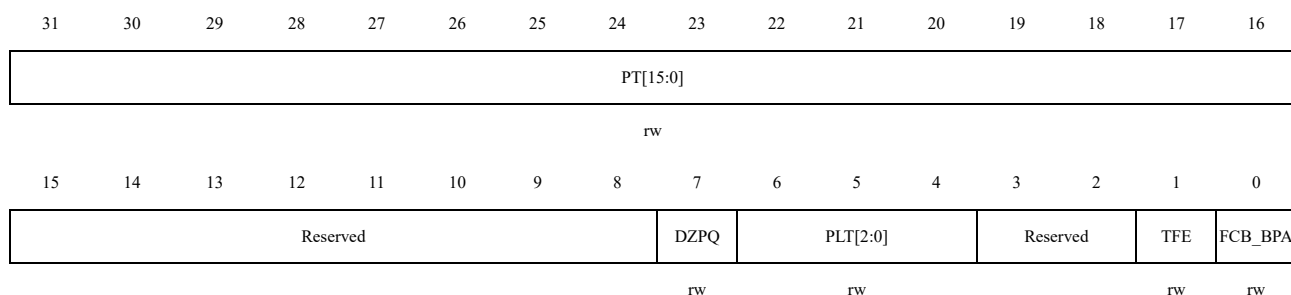 31 30 29 28 27 26 25 24 23 22 21 20 19 18 17 16
PT[15:0]
rw
15 14 13 12 11 10 9 8 7 6 5 4 3 2 1 0
Reserved DZPQ PLT[2:0] Reserved TFE FCB_BPA
rw rw rw rw